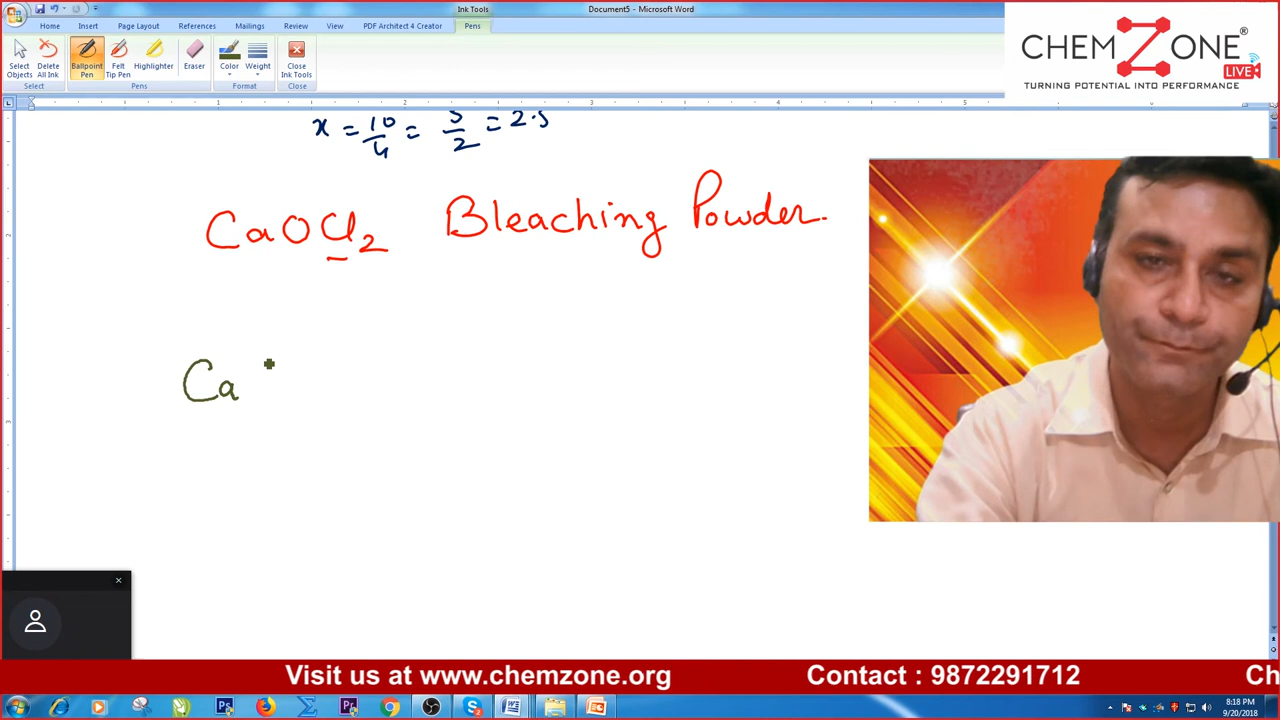 Ink Tools Document5 - Microsoft Word
Home Insert Page Layout References Mailings Review View PDF Architect 4 Creator Pens
Select Objects Delete All Ink Ballpoint Pen Felt Tip Pen Highlighter Eraser Color Weight Close Ink Tools
Select Pens Format Close
CHEMZONE®
LIVE
TURNING POTENTIAL INTO PERFORMANCE
x = 10/4 = 5/2 = 2.5
CaOCl2 Bleaching Powder.
Ca
Visit us at www.chemzone.org Contact : 9872291712 Ch
8:18 PM
9/20/2018